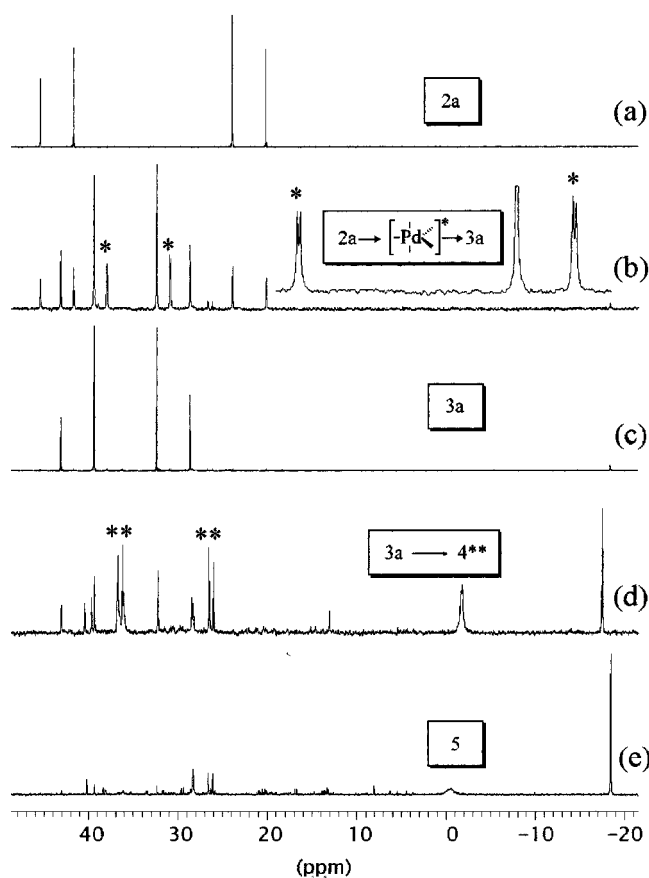 2a
(a)
*
*
*
*
2a → [-Pd]* → 3a
(b)
3a
(c)
**
**
3a → 4**
(d)
5
(e)
40 30 20 10 0 -10 -20
(ppm)